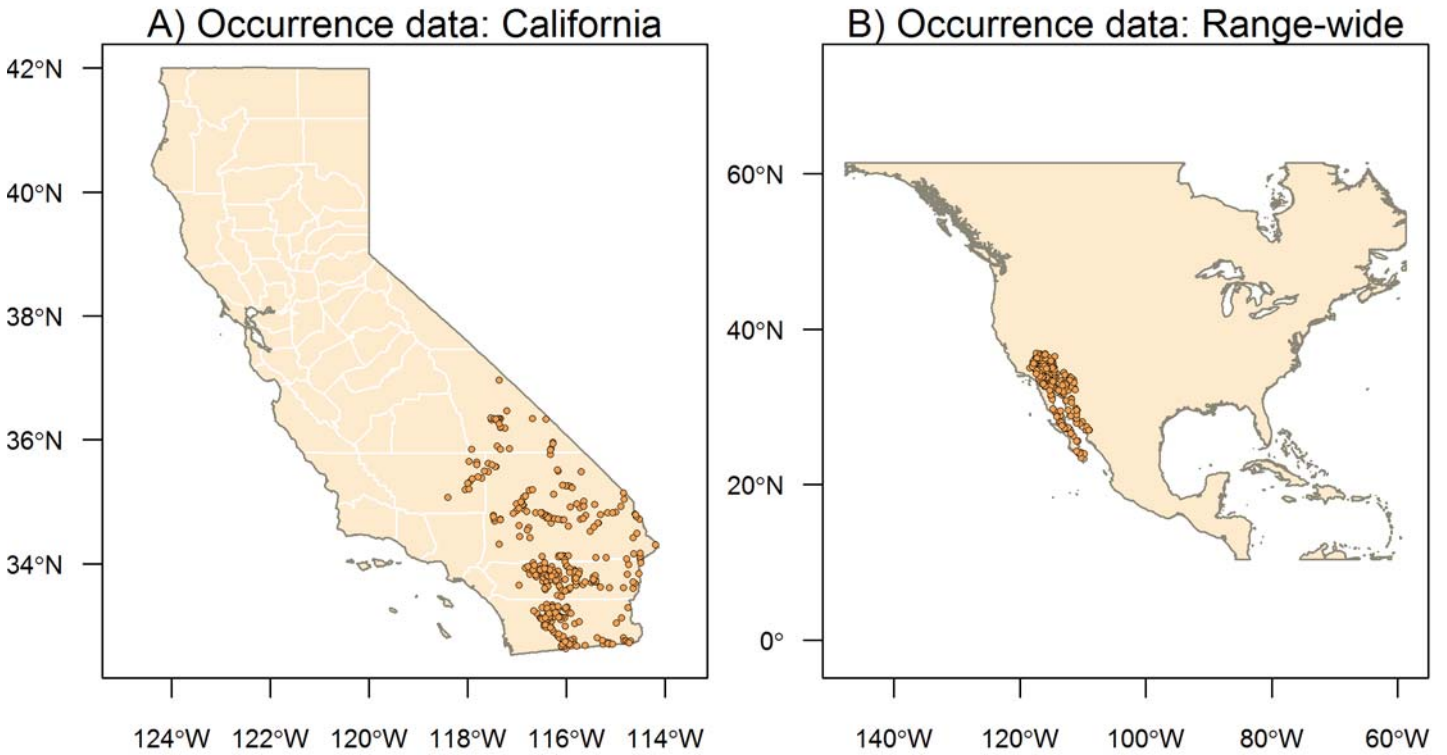 A) Occurrence data: California
42°N
40°N
38°N
36°N
34°N
124°W 122°W 120°W 118°W 116°W 114°W
B) Occurrence data: Range-wide
60°N
40°N
20°N
0°
140°W 120°W 100°W 80°W 60°W